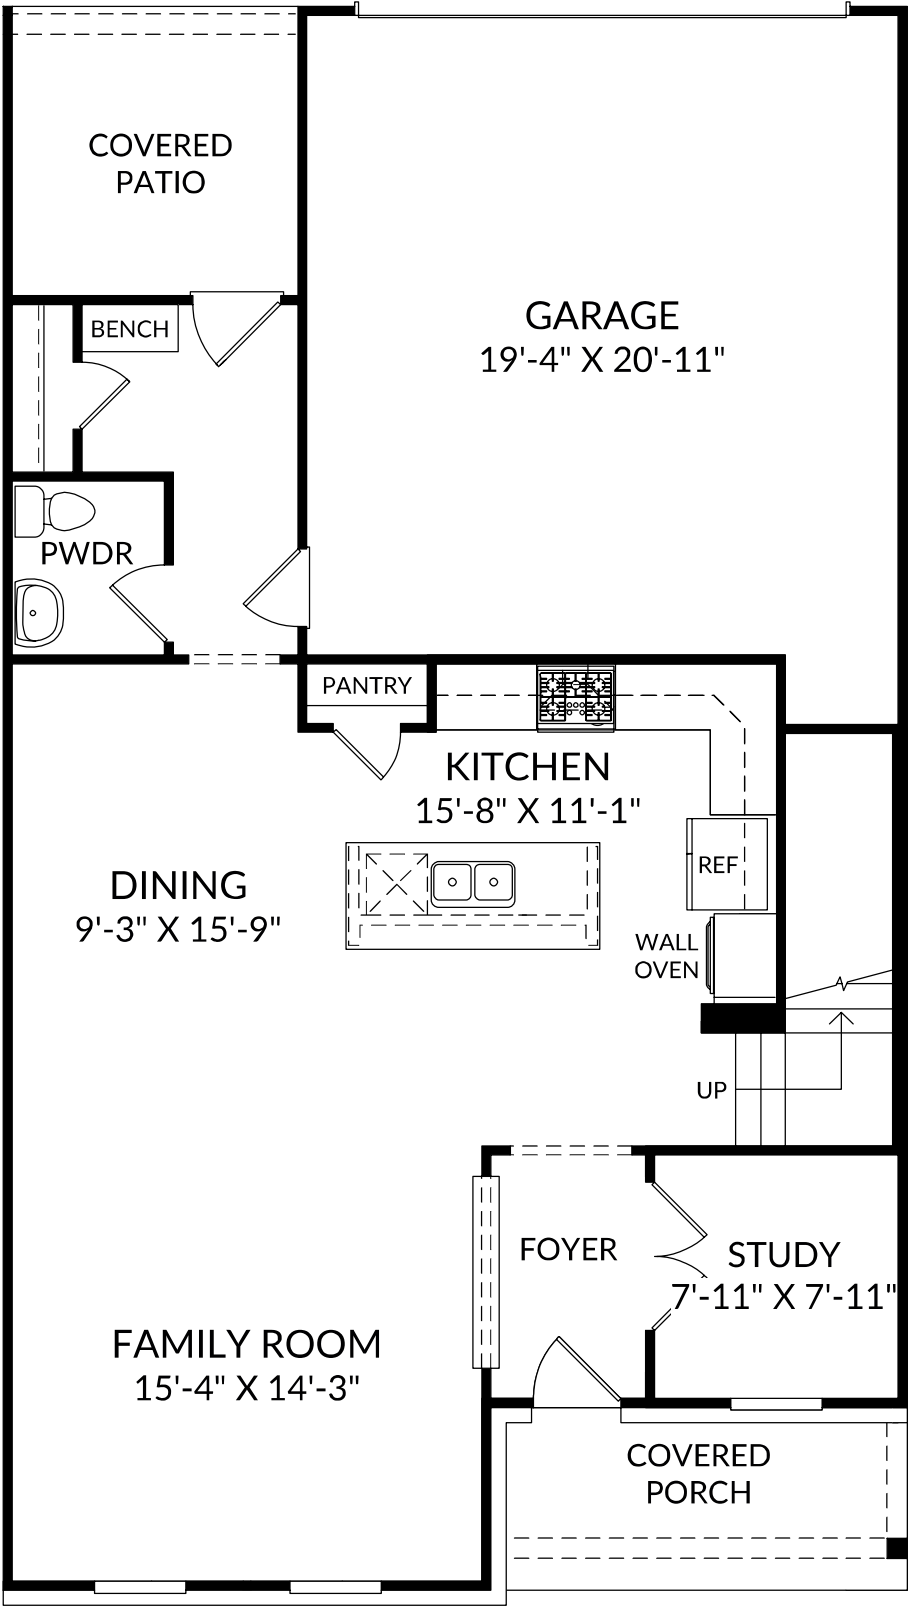 COVERED
PATIO
BENCH
GARAGE
19'-4" X 20'-11"
PWDR
PANTRY
KITCHEN
15'-8" X 11'-1"
REF
DINING
9'-3" X 15'-9"
WALL
OVEN
UP
FOYER
STUDY
7'-11" X 7'-11"
FAMILY ROOM
15'-4" X 14'-3"
COVERED
PORCH